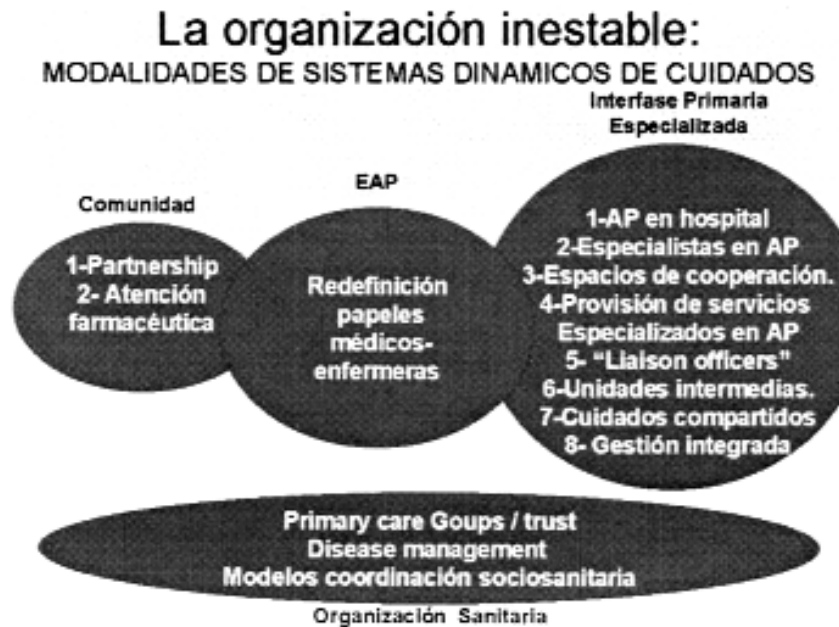 La organización inestable:
MODALIDADES DE SISTEMAS DINAMICOS DE CUIDADOS
Comunidad
1-Partnership
2- Atención
farmacéutica
EAP
Redefinición
papeles
médicos-
enfermeras
Interfase Primaria
Especializada
1-AP en hospital
2-Especialistas en AP
3-Espacios de cooperación.
4-Provisión de servicios
Especializados en AP
5- “Liaison officers”
6-Unidades intermedias.
7-Cuidados compartidos
8- Gestión integrada
Primary care Goups / trust
Disease management
Modelos coordinación sociosanitaria
Organización Sanitaria